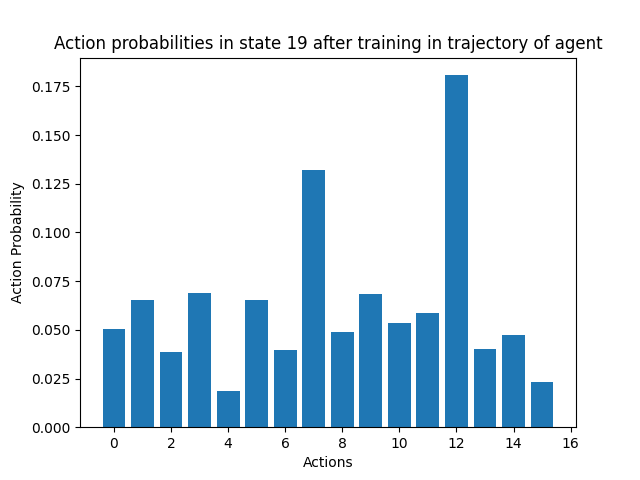 Action probabilities in state 19 after training in trajectory of agent
0.175
0.150
0.125
0.100
0.075
0.050
0.025
0.000
Action Probability
0 2 4 6 8 10 12 14 16
Actions